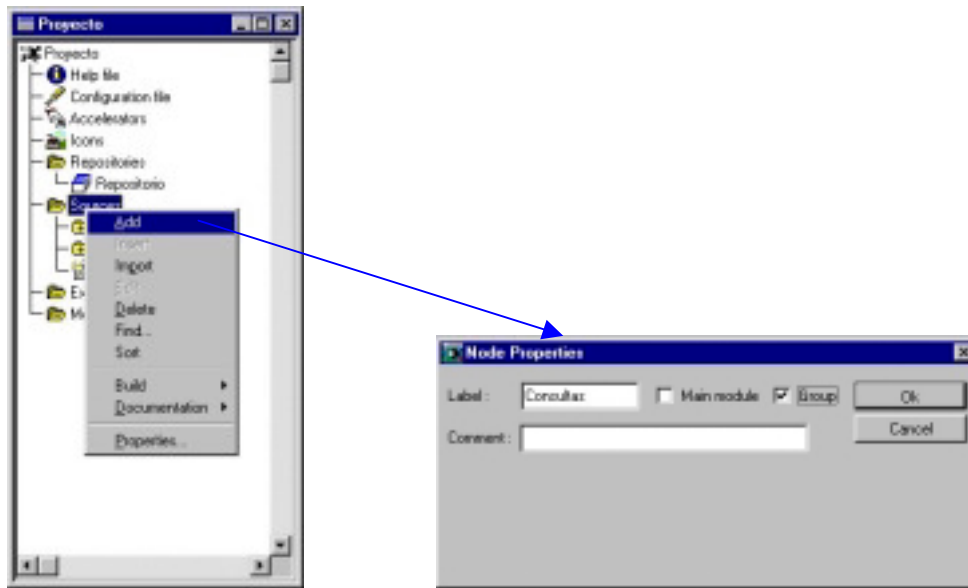 Proyecto
Proyecto
Help file
Configuration file
Accelerators
Icons
Repositories
Repositorio
Sources
Add
Insert
Import
Edit
Delete
Find...
Sort
Build
Documentation
Properties...
Node Properties
Label :
Consultas
Main module
Group
Ok
Comment :
Cancel